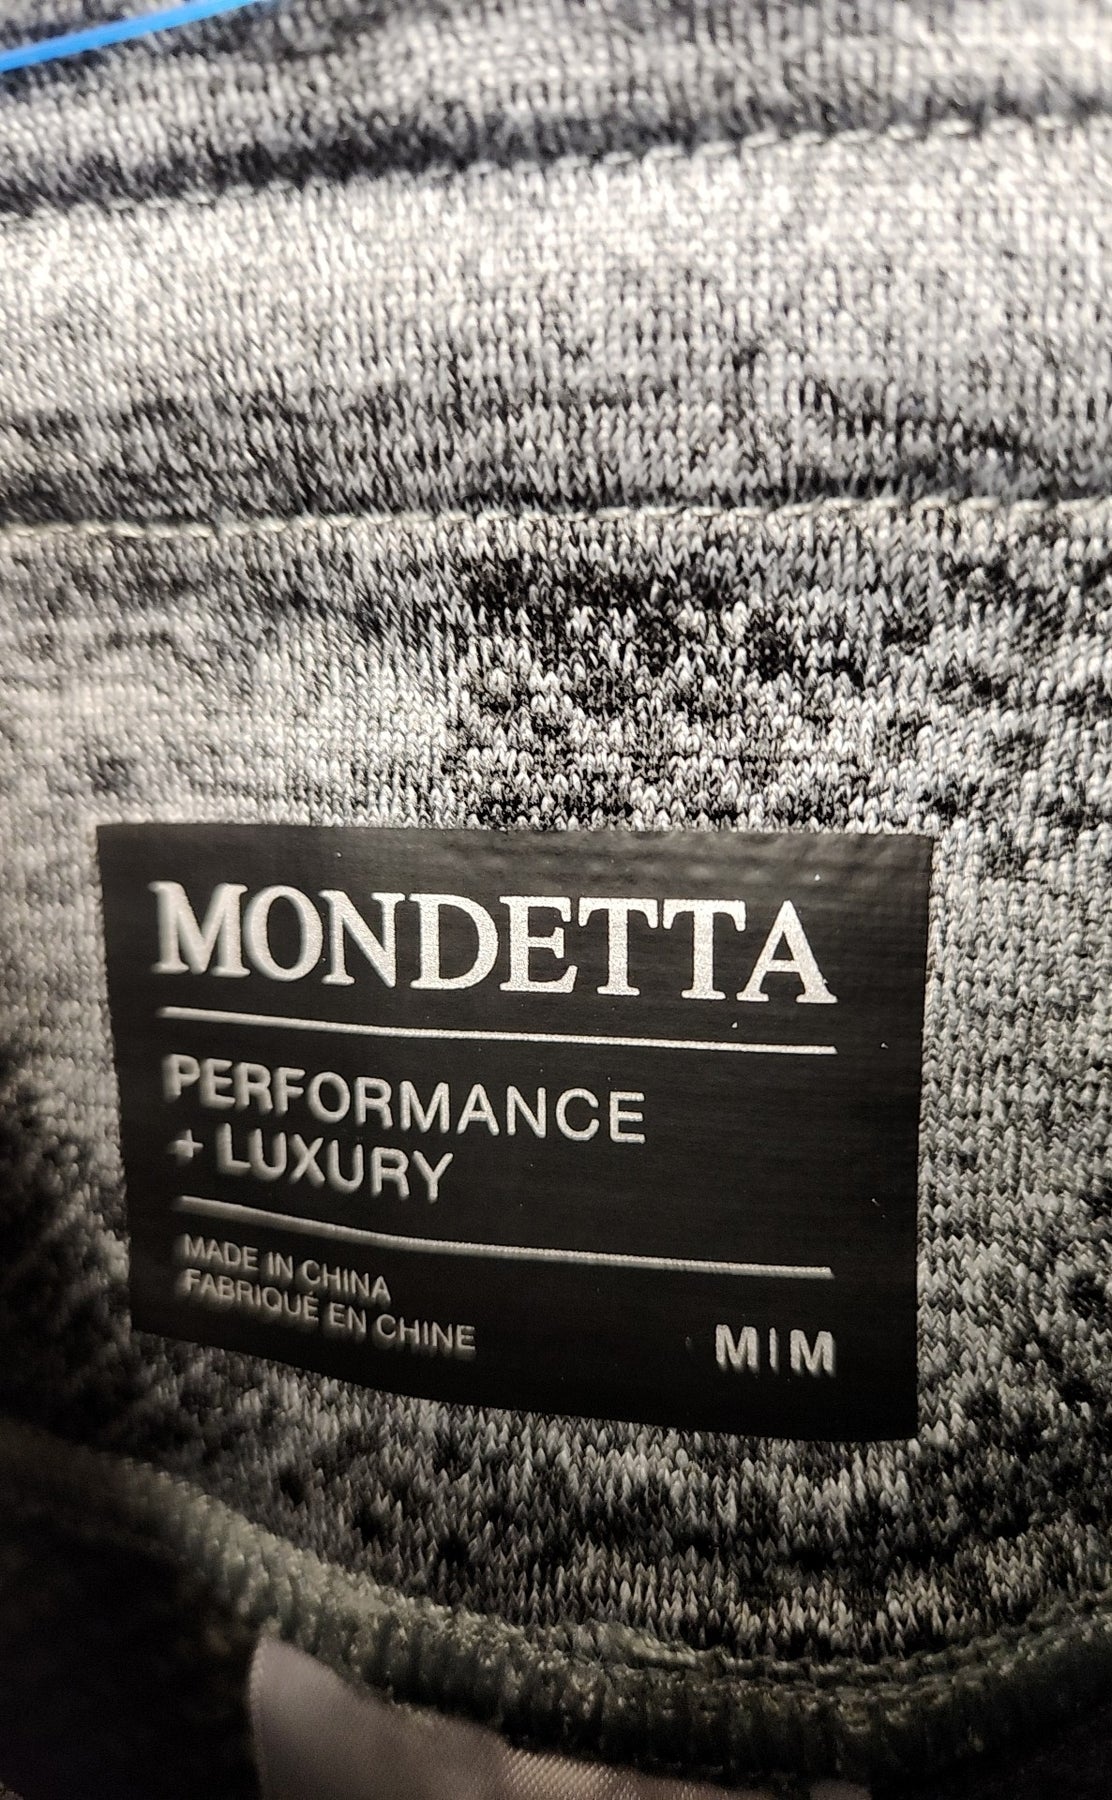 MONDETTA
PERFORMANCE
+ LUXURY
MADE IN CHINA
FABRIQUÉ EN CHINE
M|M